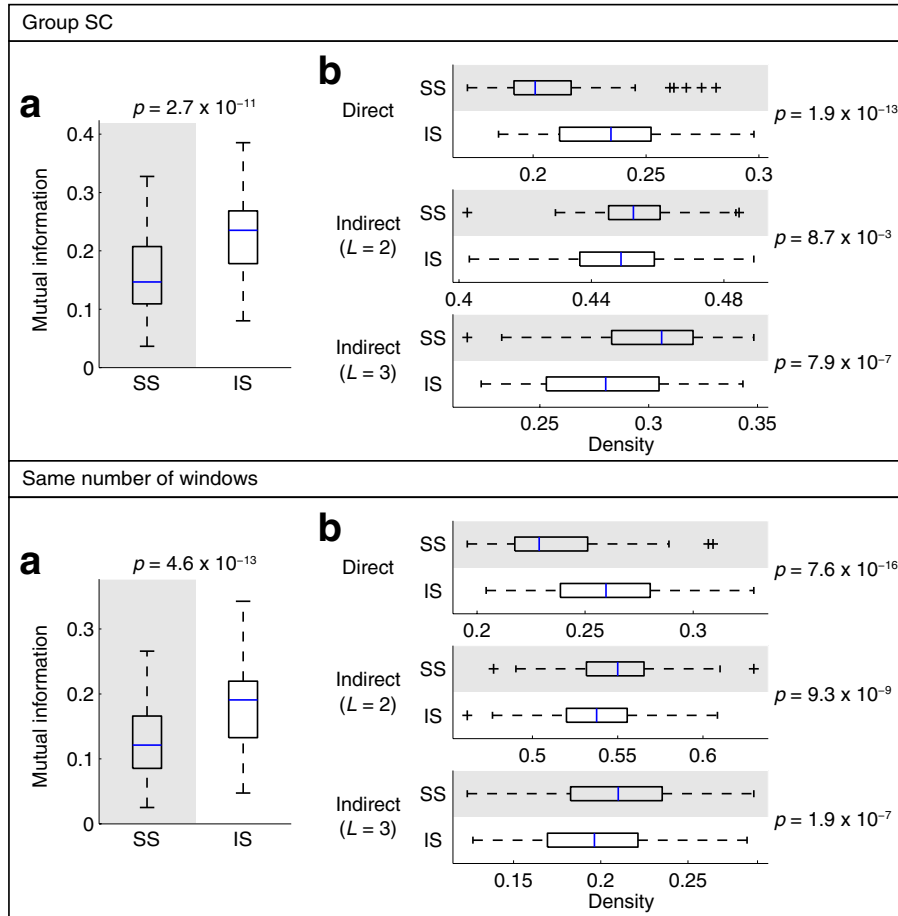 Group SC
a
p = 2.7 x 10⁻¹¹
Mutual information
0.4
0.3
0.2
0.1
0
SS
IS
b
Direct
SS
IS
0.2
0.25
0.3
p = 1.9 x 10⁻¹³
Indirect
(L = 2)
SS
IS
0.4
0.44
0.48
p = 8.7 x 10⁻³
Indirect
(L = 3)
SS
IS
0.25
0.3
0.35
Density
p = 7.9 x 10⁻⁷
Same number of windows
a
p = 4.6 x 10⁻¹³
Mutual information
0.3
0.2
0.1
0
SS
IS
b
Direct
SS
IS
0.2
0.25
0.3
p = 7.6 x 10⁻¹⁶
Indirect
(L = 2)
SS
IS
0.5
0.55
0.6
p = 9.3 x 10⁻⁹
Indirect
(L = 3)
SS
IS
0.15
0.2
0.25
Density
p = 1.9 x 10⁻⁷